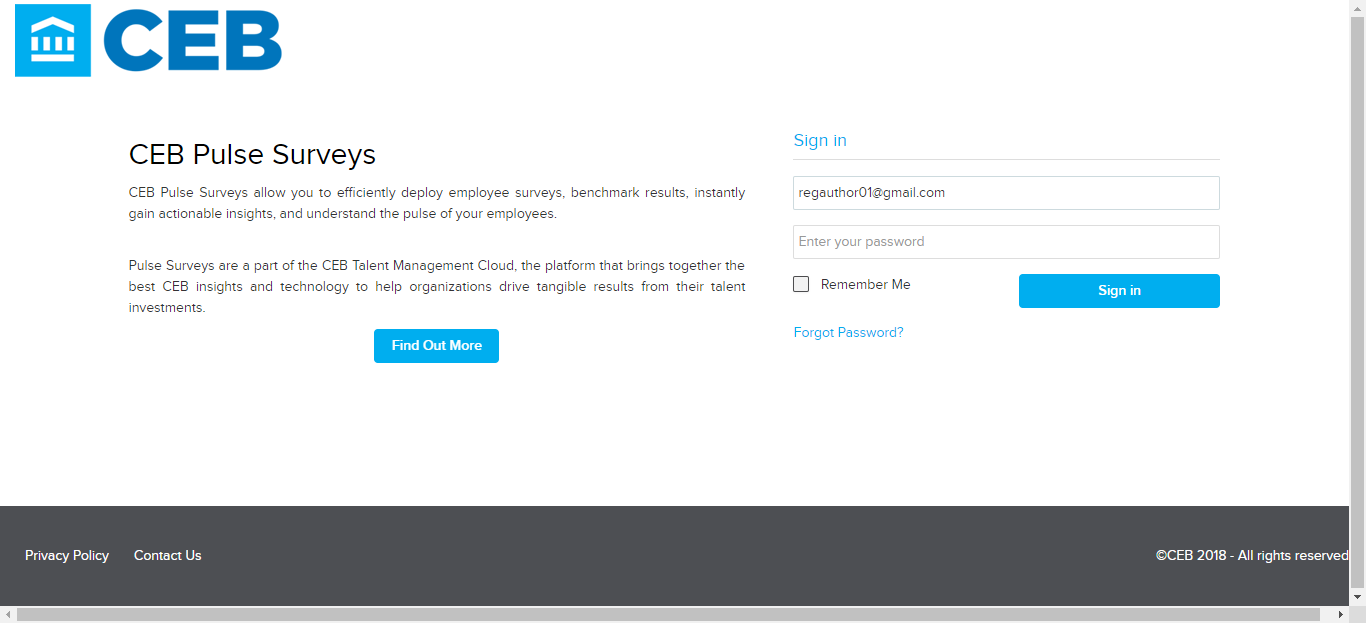 CEB
CEB Pulse Surveys
CEB Pulse Surveys allow you to efficiently deploy employee surveys, benchmark results, instantly
gain actionable insights, and understand the pulse of your employees.
Pulse Surveys are a part of the CEB Talent Management Cloud, the platform that brings together the
best CEB insights and technology to help organizations drive tangible results from their talent
investments.
Find Out More
Sign in
regauthor01@gmail.com
Enter your password
Remember Me
Sign in
Forgot Password?
Privacy Policy
Contact Us
©CEB 2018 - All rights reserved